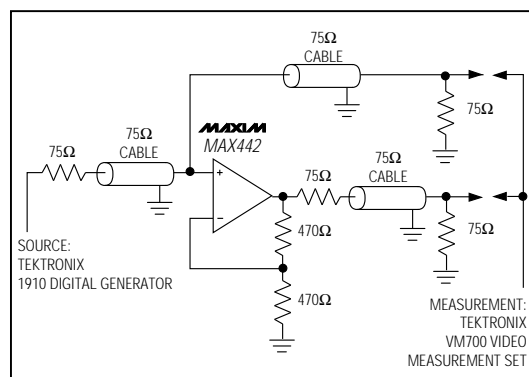 75Ω
CABLE
75Ω
75Ω
75Ω
CABLE
MAXIM
MAX442
+
−
75Ω
75Ω
CABLE
75Ω
470Ω
470Ω
SOURCE:
TEKTRONIX
1910 DIGITAL GENERATOR
MEASUREMENT:
TEKTRONIX
VM700 VIDEO
MEASUREMENT SET